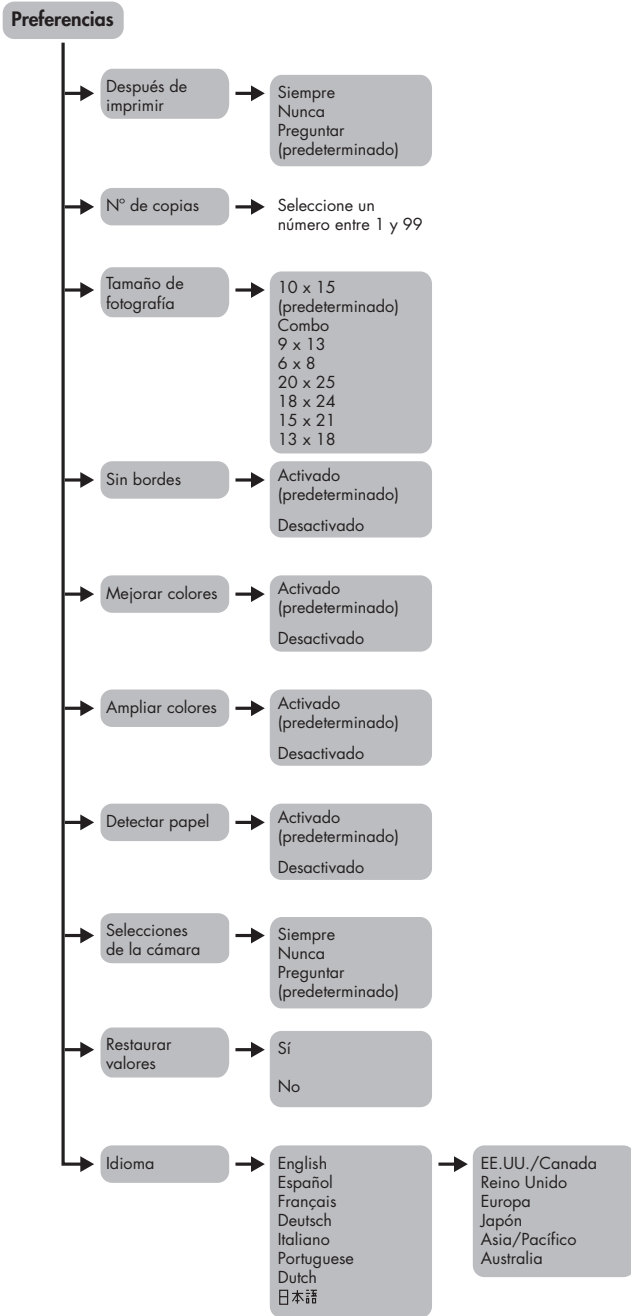 Preferencias
Después de
imprimir
Siempre
Nunca
Preguntar
(predeterminado)
Nº de copias
Seleccione un
número entre 1 y 99
Tamaño de
fotografía
10 x 15
(predeterminado)
Combo
9 x 13
6 x 8
20 x 25
18 x 24
15 x 21
13 x 18
Sin bordes
Activado
(predeterminado)
Desactivado
Mejorar colores
Activado
(predeterminado)
Desactivado
Ampliar colores
Activado
(predeterminado)
Desactivado
Detectar papel
Activado
(predeterminado)
Desactivado
Selecciones
de la cámara
Siempre
Nunca
Preguntar
(predeterminado)
Restaurar
valores
Sí
No
Idioma
English
Español
Français
Deutsch
Italiano
Portuguese
Dutch
日本語
EE.UU./Canada
Reino Unido
Europa
Japón
Asia/Pacífico
Australia